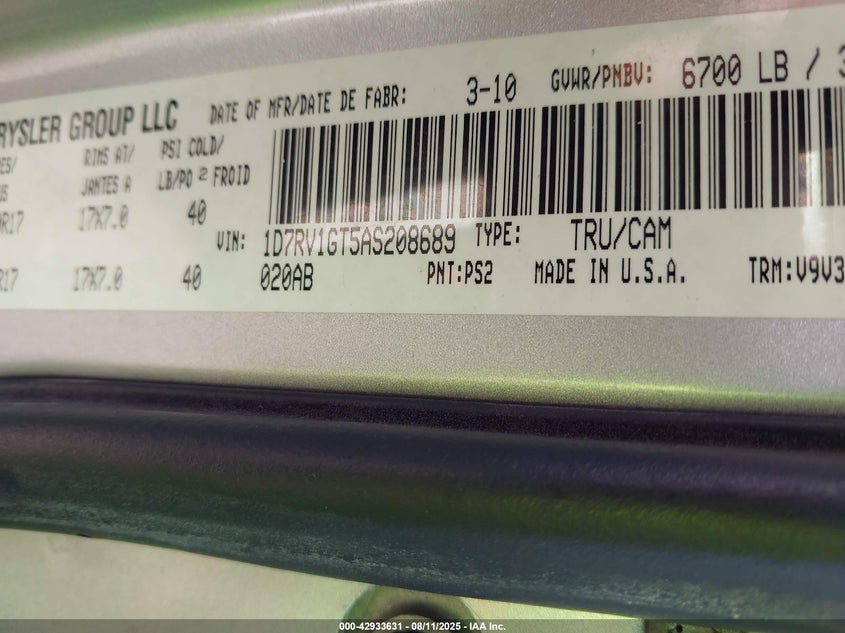 RYSLER GROUP LLC DATE OF MFR/DATE DE FABR: 3-10 GVWR/PNBV: 6700 LB / 3
ES/ RIMS AT/ PSI COLD/
US JANTES A LB/PO 2 FROID
R17 17X7.0 40
VIN: 1D7RV1GT5AS208689 TYPE: TRU/CAM
R17 17X7.0 40 020AB PNT:PS2 MADE IN U.S.A. TRM:V9V3
000-42933631 - 08/11/2025 - IAA Inc.